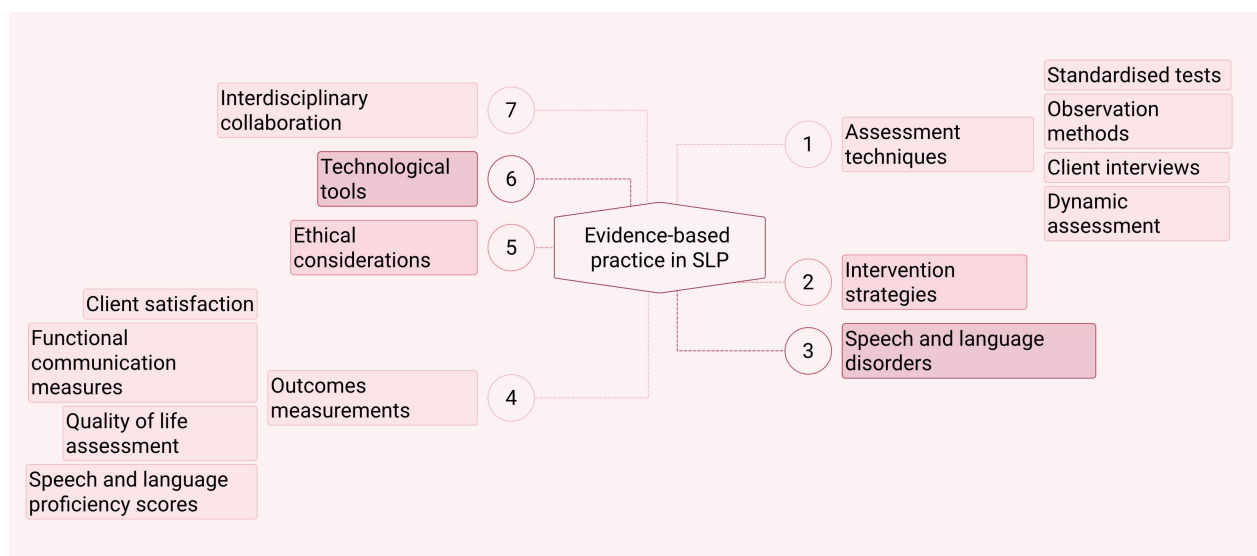 Evidence-based
practice in SLP
1
Assessment
techniques
Standardised tests
Observation
methods
Client interviews
Dynamic
assessment
2
Intervention
strategies
3
Speech and language
disorders
4
Outcomes
measurements
Client satisfaction
Functional
communication
measures
Quality of life
assessment
Speech and language
proficiency scores
5
Ethical
considerations
6
Technological
tools
7
Interdisciplinary
collaboration